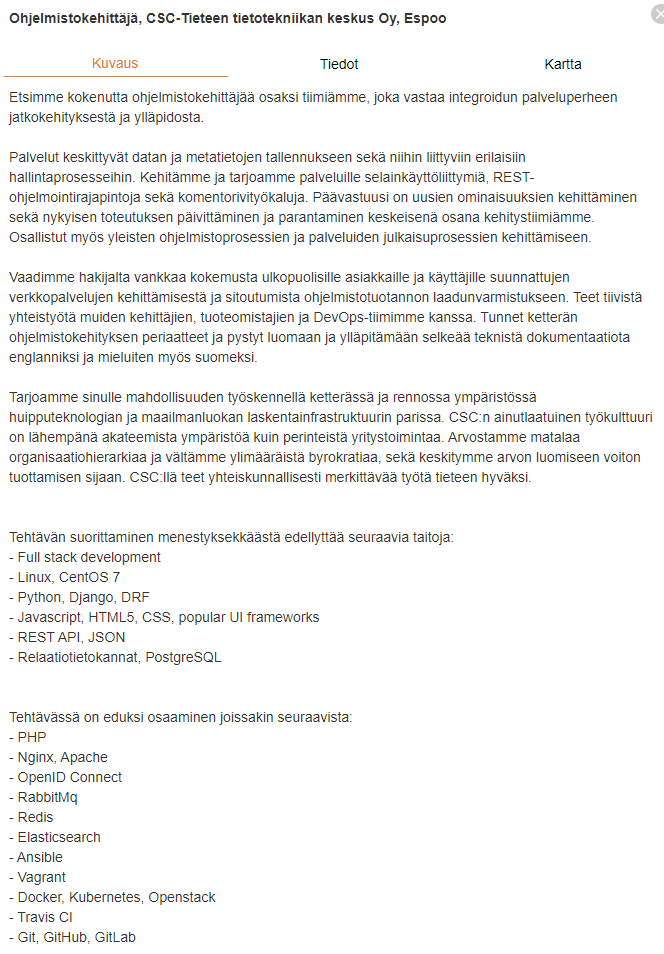 Ohjelmistokehittäjä, CSC-Tieteen tietotekniikan keskus Oy, Espoo
Kuvaus
Tiedot
Kartta
Etsimme kokenutta ohjelmistokehittäjää osaksi tiimiämme, joka vastaa integroidun palveluperheen
jatkokehityksestä ja ylläpidosta.
Palvelut keskittyvät datan ja metatietojen tallennukseen sekä niihin liittyviin erilaisiin
hallintaprosesseihin. Kehitämme ja tarjoamme palveluille selainkäyttöliittymiä, REST-
ohjelmointirajapintoja sekä komentorivityökaluja. Päävastuusi on uusien ominaisuuksien kehittäminen
sekä nykyisen toteutuksen päivittäminen ja parantaminen keskeisenä osana kehitystiimiämme.
Osallistut myös yleisten ohjelmistoprosessien ja palveluiden julkaisuprosessien kehittämiseen.
Vaadimme hakijalta vankkaa kokemusta ulkopuolisille asiakkaille ja käyttäjille suunnattujen
verkkopalvelujen kehittämisestä ja sitoutumista ohjelmistotuotannon laadunvarmistukseen. Teet tiivistä
yhteistyötä muiden kehittäjien, tuoteomistajien ja DevOps-tiimimme kanssa. Tunnet ketterän
ohjelmistokehityksen periaatteet ja pystyt luomaan ja ylläpitämään selkeää teknistä dokumentaatiota
englanniksi ja mieluiten myös suomeksi.
Tarjoamme sinulle mahdollisuuden työskennellä ketterässä ja rennossa ympäristössä
huipputeknologian ja maailmanluokan laskentainfrastruktuurin parissa. CSC:n ainutlaatuinen työkulttuuri
on lähempänä akateemista ympäristöä kuin perinteistä yritystoimintaa. Arvostamme matalaa
organisaatiohierarkiaa ja vältämme ylimääräistä byrokratiaa, sekä keskitymme arvon luomiseen voiton
tuottamisen sijaan. CSC:llä teet yhteiskunnallisesti merkittävää työtä tieteen hyväksi.
Tehtävän suorittaminen menestyksekkäästä edellyttää seuraavia taitoja:
- Full stack development
- Linux, CentOS 7
- Python, Django, DRF
- Javascript, HTML5, CSS, popular UI frameworks
- REST API, JSON
- Relaatiotietokannat, PostgreSQL
Tehtävässä on eduksi osaaminen joissakin seuraavista:
- PHP
- Nginx, Apache
- OpenID Connect
- RabbitMq
- Redis
- Elasticsearch
- Ansible
- Vagrant
- Docker, Kubernetes, Openstack
- Travis CI
- Git, GitHub, GitLab